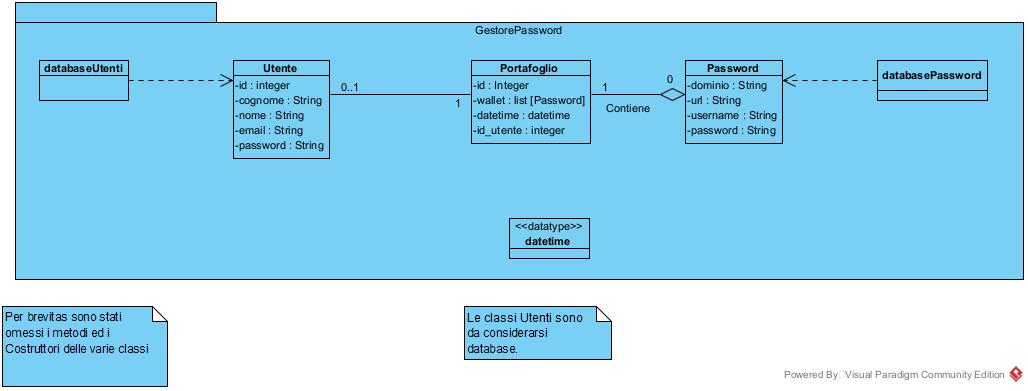 GestorePassword
databaseUtenti
Utente
-id : integer
-cognome : String
-nome : String
-email : String
-password : String
0..1
1
Portafoglio
-id : Integer
-wallet : list [Password]
-datetime : datetime
-id_utente : integer
1
Contiene
0
Password
-dominio : String
-url : String
-username : String
-password : String
databasePassword
<<datatype>>
datetime
Per brevitas sono stati
omessi i metodi ed i
Costruttori delle varie classi
Le classi Utenti sono
da considerarsi
database.
Powered By Visual Paradigm Community Edition